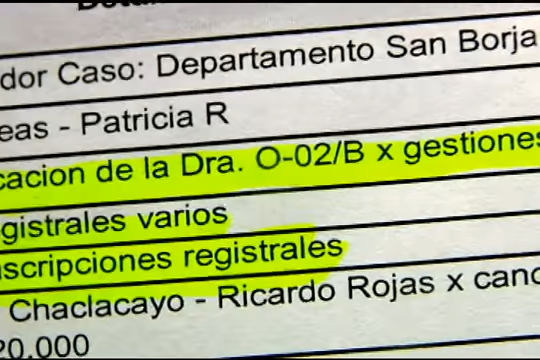 dor Caso: Departamento San Borja
eas - Patricia R
cacion de la Dra. O-02/B x gestiones
gistrales varios
scripciones registrales
Chaclacayo - Ricardo Rojas x canc
20.000